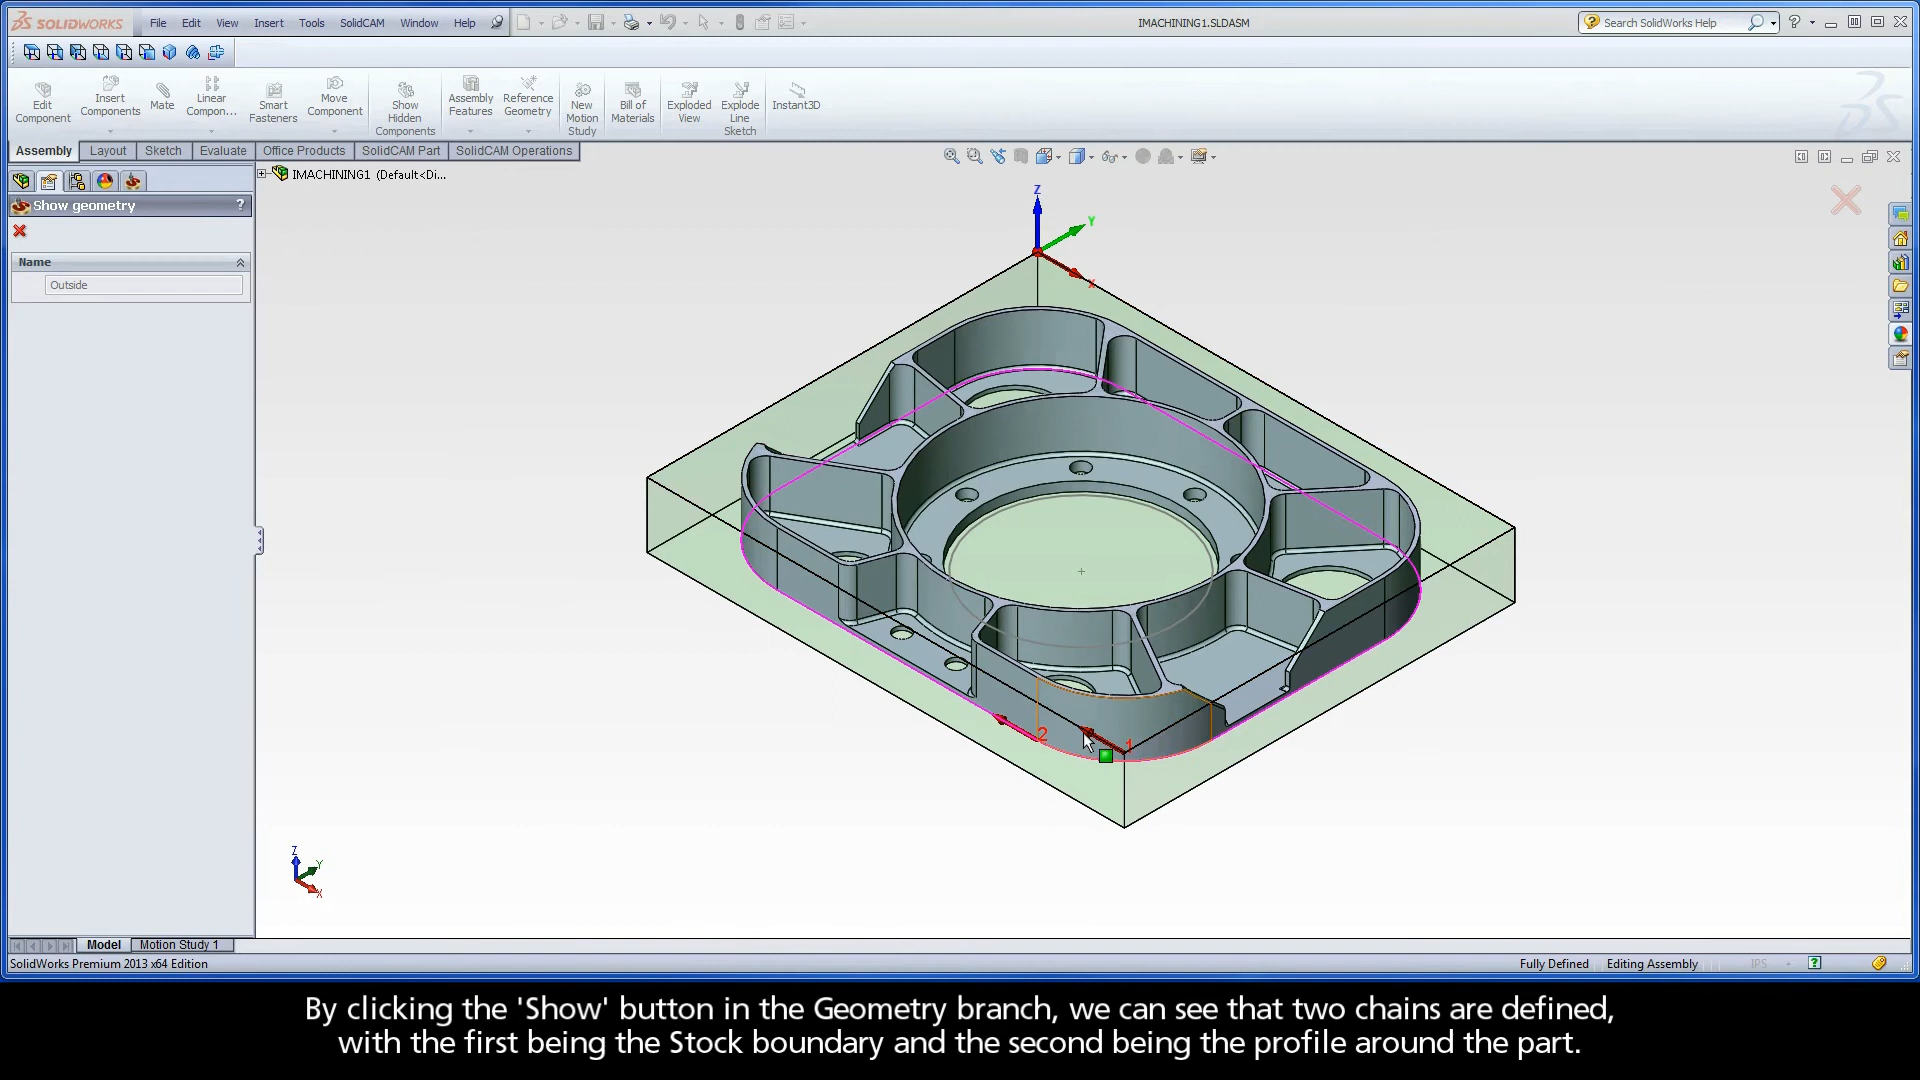 SOLIDWORKS File Edit View Insert Tools SolidCAM Window Help IMACHINING1.SLDASM Search SolidWorks Help ?
Edit Component
Insert Components
Mate
Linear Compon...
Smart Fasteners
Move Component
Show Hidden Components
Assembly Features
Reference Geometry
New Motion Study
Bill of Materials
Exploded View
Explode Line Sketch
Instant3D
Assembly Layout Sketch Evaluate Office Products SolidCAM Part SolidCAM Operations
IMACHINING1 (Default<Di...
Show geometry ?
Name
Outside
Z
Y
X
2
1
Z
Y
X
Model Motion Study 1
SolidWorks Premium 2013 x64 Edition Fully Defined Editing Assembly IPS ?
By clicking the 'Show' button in the Geometry branch, we can see that two chains are defined,
with the first being the Stock boundary and the second being the profile around the part.